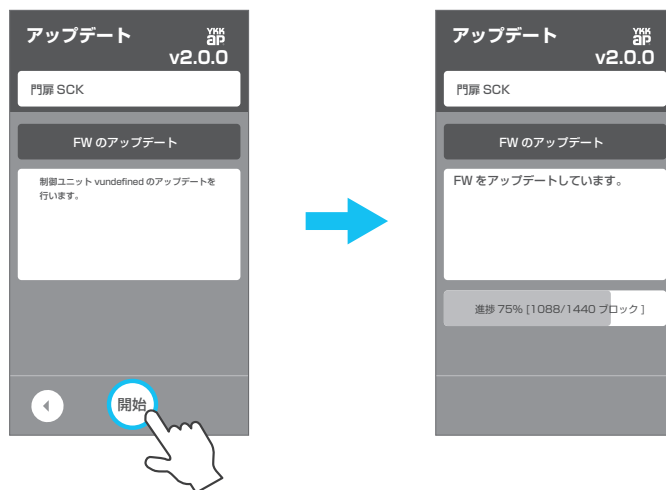 アップデート
YKK
ap
v2.0.0
門扉 SCK
FW のアップデート
制御ユニット vundefined のアップデートを
行います。
開始
アップデート
YKK
ap
v2.0.0
門扉 SCK
FW のアップデート
FW をアップデートしています。
進捗 75% [1088/1440 ブロック ]